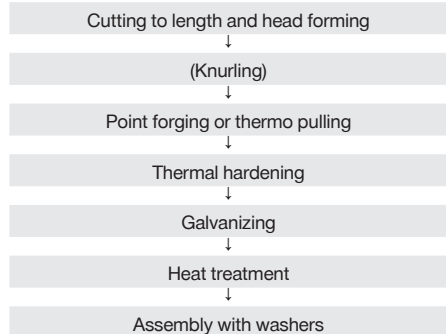 Cutting to length and head forming
↓
(Knurling)
↓
Point forging or thermo pulling
↓
Thermal hardening
↓
Galvanizing
↓
Heat treatment
↓
Assembly with washers